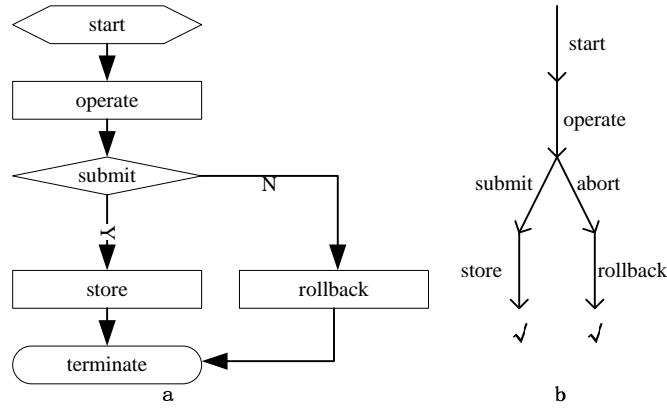 start
operate
submit
N
Y
store
rollback
terminate
a
start
operate
submit abort
store rollback
√ √
b